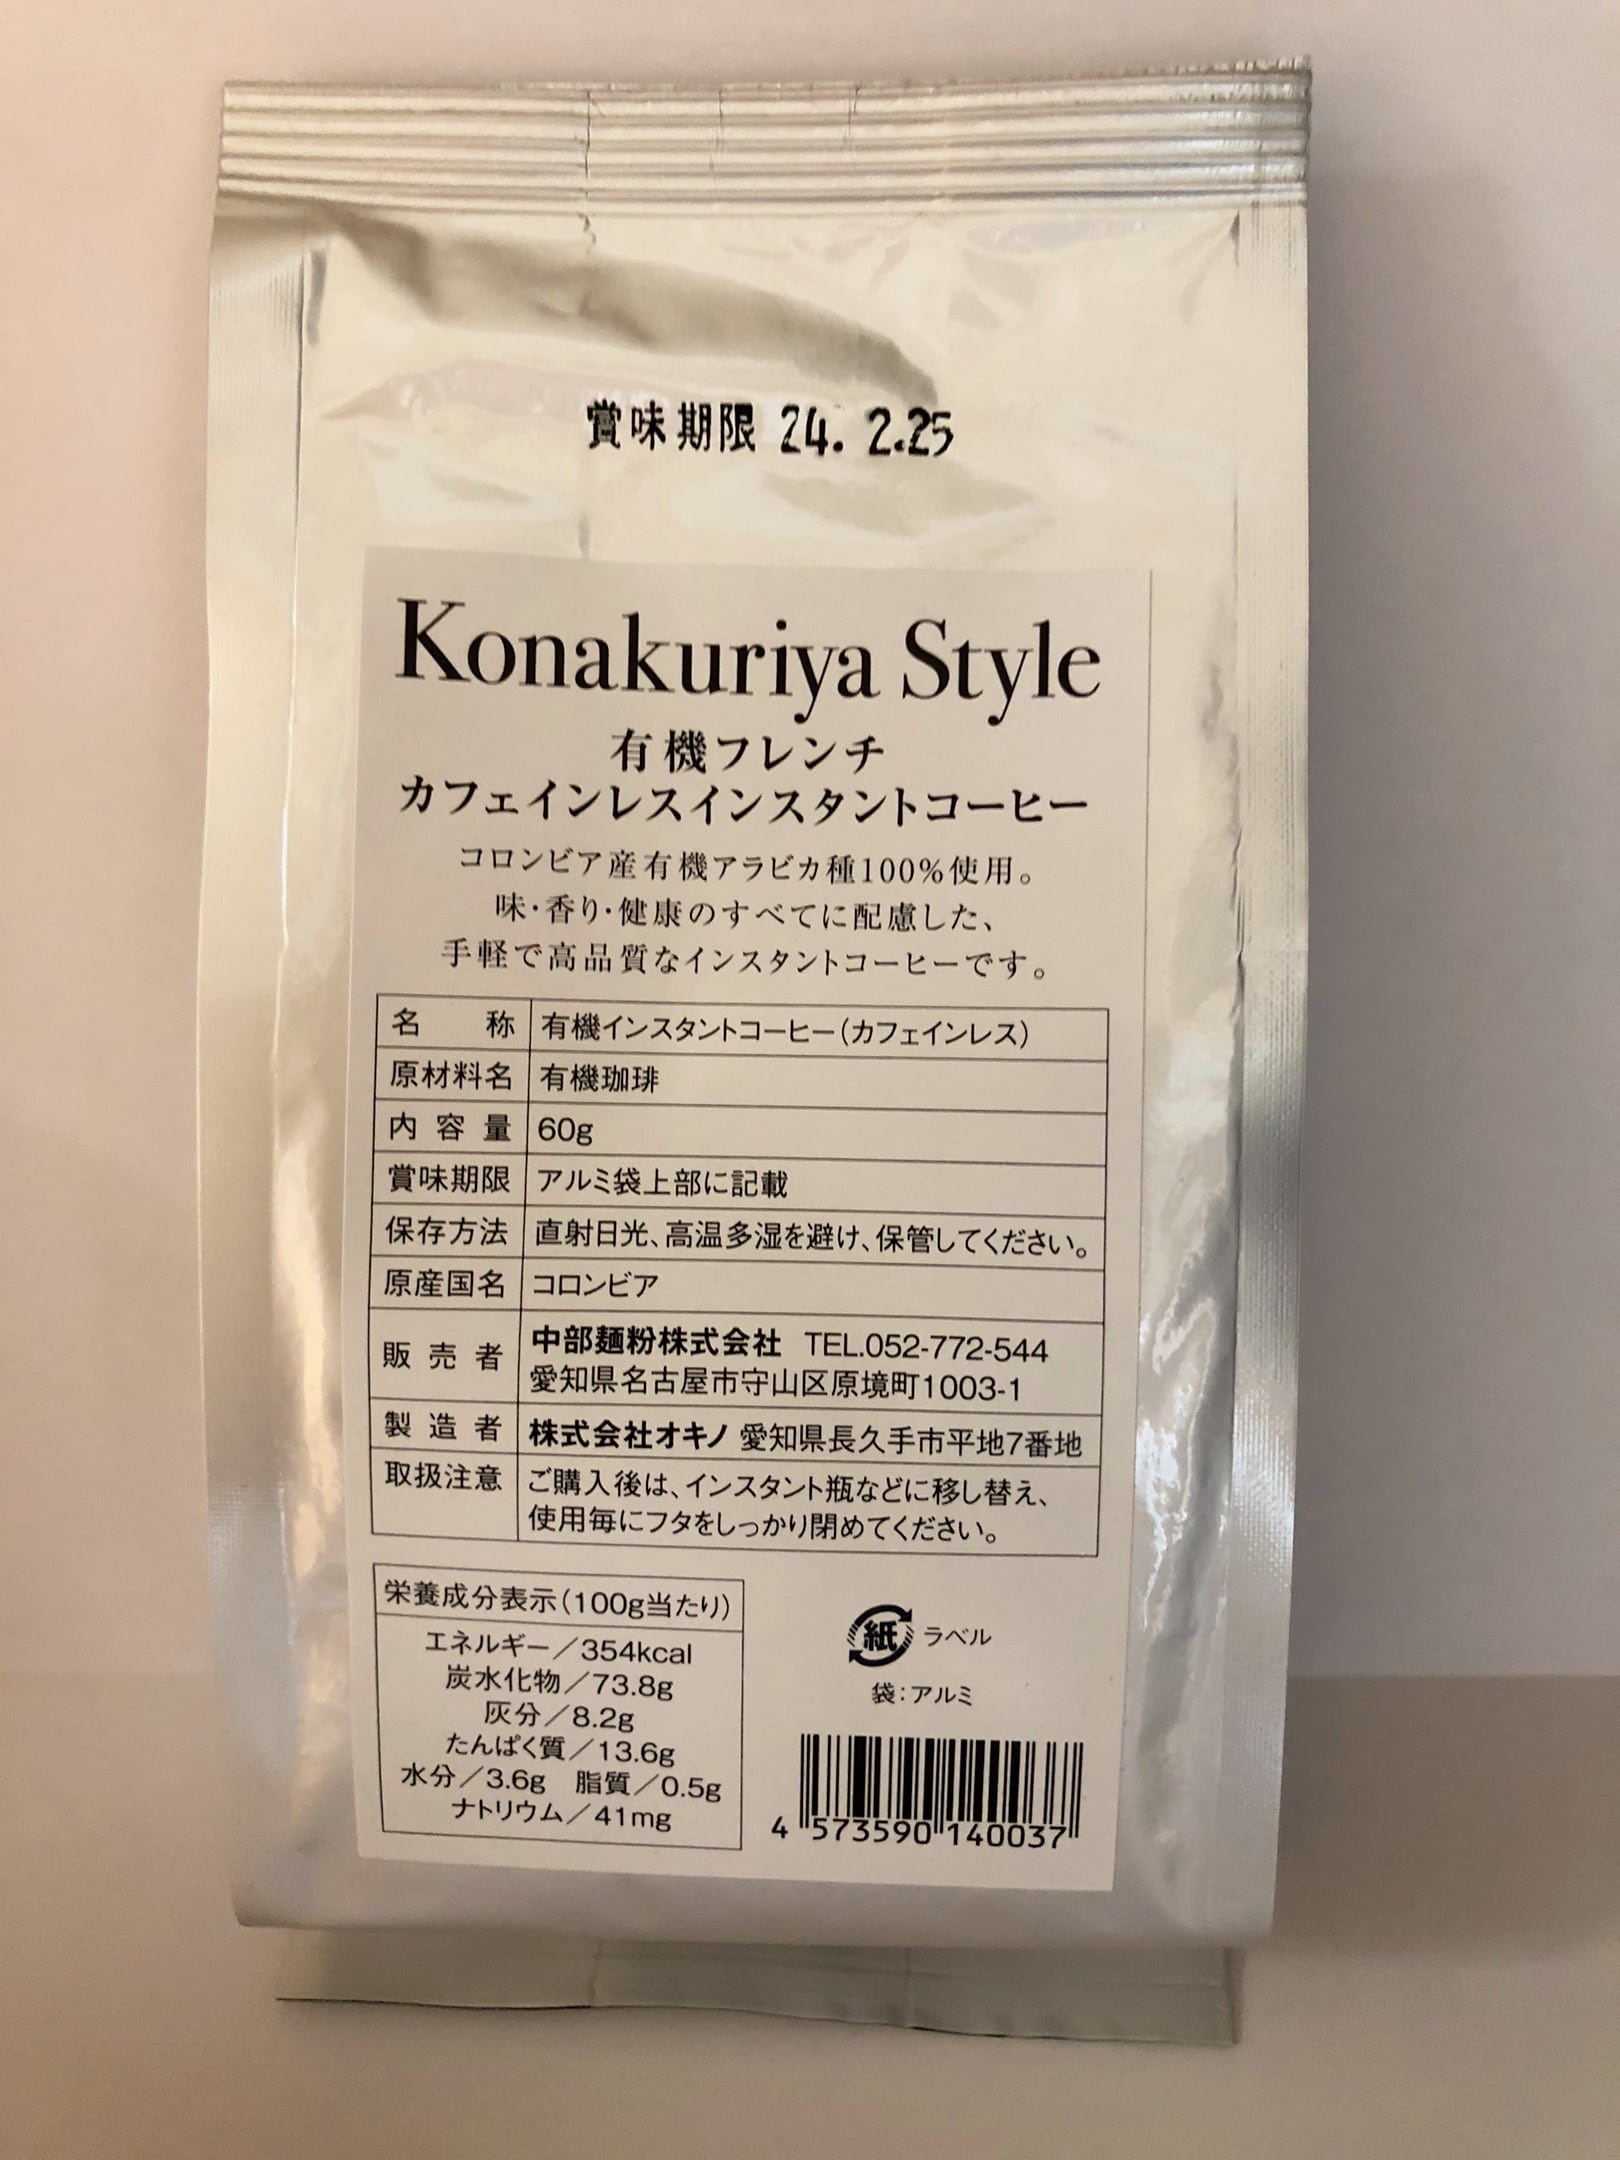 賞味期限 24. 2.25
Konakuriya Style
有機フレンチ
カフェインレスインスタントコーヒー
コロンビア産有機アラビカ種100%使用。
味・香り・健康のすべてに配慮した、
手軽で高品質なインスタントコーヒーです。
名称 有機インスタントコーヒー(カフェインレス)
原材料名 有機珈琲
内容量 60g
賞味期限 アルミ袋上部に記載
保存方法 直射日光、高温多湿を避け、保管してください。
原産国名 コロンビア
販売者 中部麺粉株式会社 TEL.052-772-544
愛知県名古屋市守山区原境町1003-1
製造者 株式会社オキノ 愛知県長久手市平地7番地
取扱注意 ご購入後は、インスタント瓶などに移し替え、
使用毎にフタをしっかり閉めてください。
栄養成分表示(100g当たり)
エネルギー/354kcal
炭水化物/73.8g
灰分/8.2g
たんぱく質/13.6g
水分/3.6g 脂質/0.5g
ナトリウム/41mg
紙 ラベル
袋:アルミ
4 573590 140037